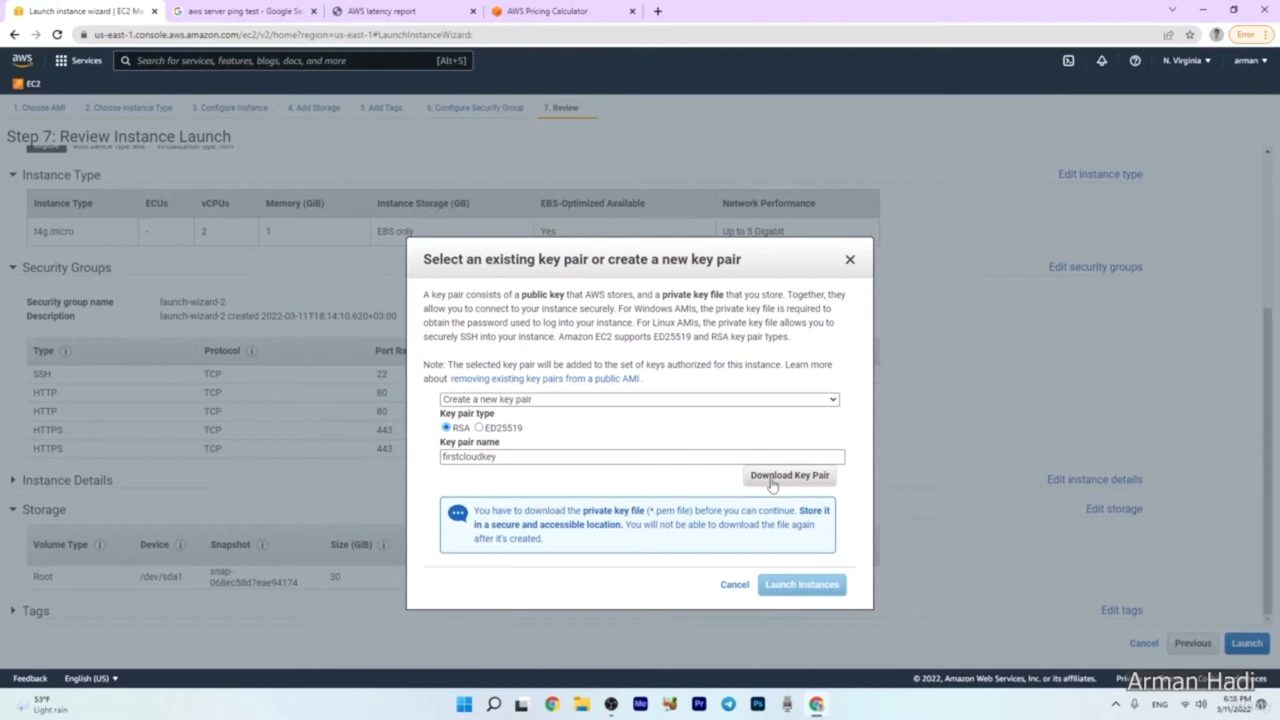 Launch instance wizard | EC2 Ma
aws server ping test - Google Se
AWS latency report
AWS Pricing Calculator
us-east-1.console.aws.amazon.com/ec2/v2/home?region=us-east-1#LaunchInstanceWizard:
Error
aws
Services
Search for services, features, blogs, docs, and more
[Alt+S]
N. Virginia
arman
EC2
1. Choose AMI
2. Choose Instance Type
3. Configure Instance
4. Add Storage
5. Add Tags
6. Configure Security Group
7. Review
Step 7: Review Instance Launch
Instance Type
Edit instance type
Instance Type ECUs vCPUs Memory (GiB) Instance Storage (GB) EBS-Optimized Available Network Performance
t4g.micro - 2 1 EBS only Yes Up to 5 Gigabit
Security Groups
Edit security groups
Security group name launch-wizard-2
Description launch-wizard-2 created 2022-03-11T18:14:10.620+03:00
Type Protocol Port Ra
SSH TCP 22
HTTP TCP 80
HTTP TCP 80
HTTPS TCP 443
HTTPS TCP 443
Instance Details
Edit instance details
Storage
Edit storage
Volume Type Device Snapshot Size (GiB)
Root /dev/sda1 snap-068ec58d7eae94174 30
Tags
Edit tags
Select an existing key pair or create a new key pair
A key pair consists of a public key that AWS stores, and a private key file that you store. Together, they
allow you to connect to your instance securely. For Windows AMIs, the private key file is required to
obtain the password used to log into your instance. For Linux AMIs, the private key file allows you to
securely SSH into your instance. Amazon EC2 supports ED25519 and RSA key pair types.
Note: The selected key pair will be added to the set of keys authorized for this instance. Learn more
about removing existing key pairs from a public AMI .
Create a new key pair
Key pair type
RSA ED25519
Key pair name
firstcloudkey
Download Key Pair
You have to download the private key file (*.pem file) before you can continue. Store it
in a secure and accessible location. You will not be able to download the file again
after it's created.
Cancel
Launch Instances
Cancel
Previous
Launch
Feedback
English (US)
© 2022, Amazon Web Services, Inc. or its affiliates.
Arman Hadi
53°F
Light rain
ENG
3/11/2022